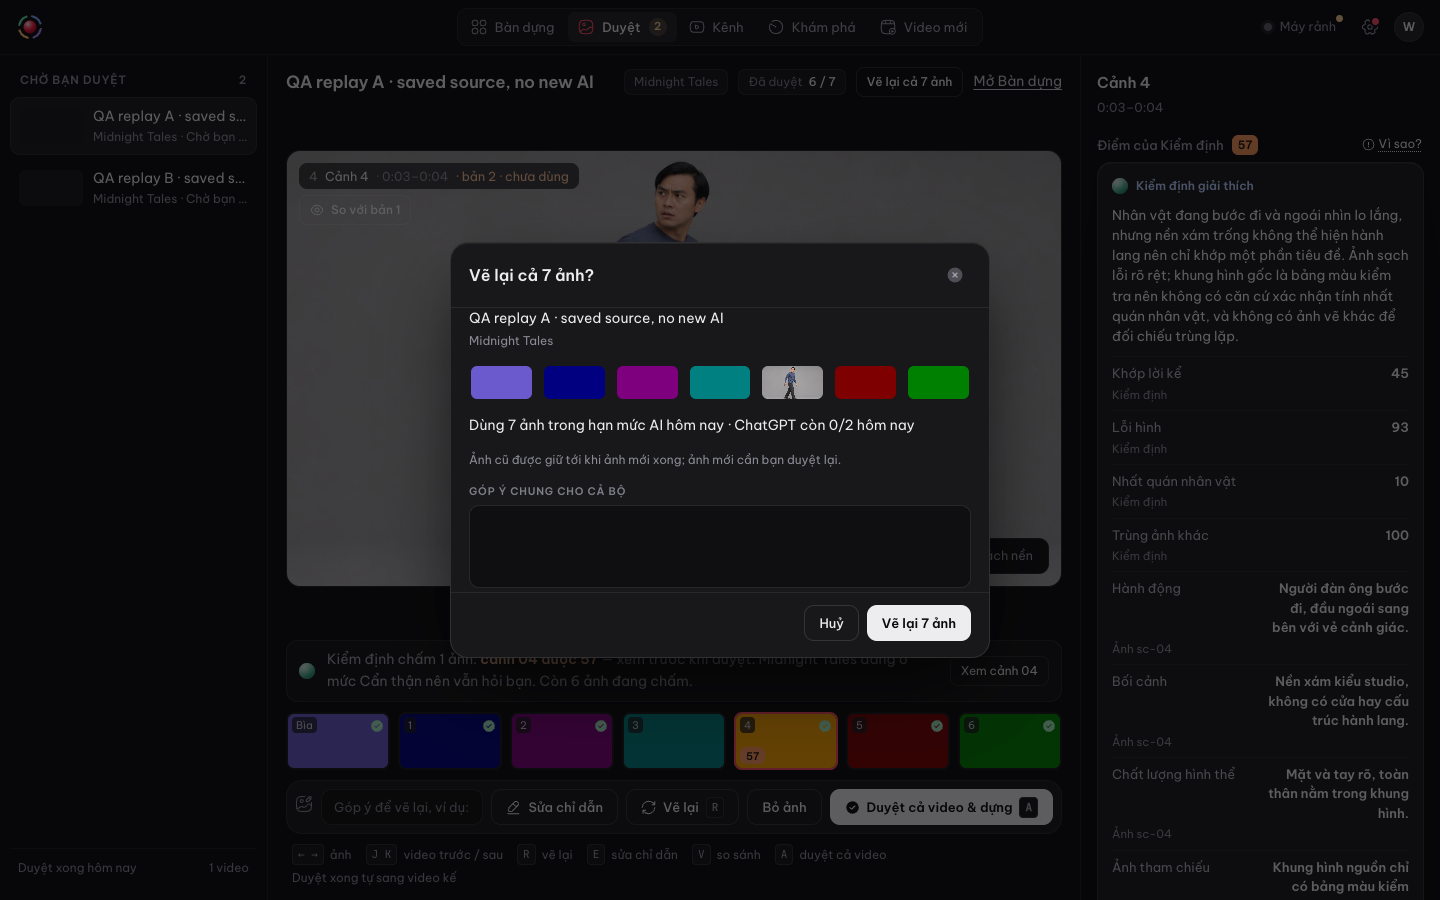 Bàn dựng
Duyệt 2
Kênh
Khám phá
Video mới
Máy rảnh
W
CHỜ BẠN DUYỆT 2
QA replay A · saved s...
Midnight Tales · Chờ bạn ...
QA replay B · saved s...
Midnight Tales · Chờ bạn ...
Duyệt xong hôm nay 1 video
QA replay A · saved source, no new AI
Midnight Tales
Đã duyệt 6 / 7
Vẽ lại cả 7 ảnh
Mở Bàn dựng
4 Cảnh 4 · 0:03–0:04 · bản 2 · chưa dùng
So với bản 1
Vẽ lại cả 7 ảnh?
QA replay A · saved source, no new AI
Midnight Tales
Dùng 7 ảnh trong hạn mức AI hôm nay · ChatGPT còn 0/2 hôm nay
Ảnh cũ được giữ tới khi ảnh mới xong; ảnh mới cần bạn duyệt lại.
GÓP Ý CHUNG CHO CẢ BỘ
Huỷ
Vẽ lại 7 ảnh
ách nền
Kiểm định chấm 1 ảnh: cảnh 04 được 57 — xem trước khi duyệt. Midnight Tales đang ở
mức Cẩn thận nên vẫn hỏi bạn. Còn 6 ảnh đang chấm.
Xem cảnh 04
Bìa
1
2
3
4
57
5
6
Góp ý để vẽ lại, ví dụ:
Sửa chỉ dẫn
Vẽ lại R
Bỏ ảnh
Duyệt cả video & dựng A
← → ảnh
J K video trước / sau
R vẽ lại
E sửa chỉ dẫn
V so sánh
A duyệt cả video
Duyệt xong tự sang video kế
Cảnh 4
0:03–0:04
Điểm của Kiểm định 57
Vì sao?
Kiểm định giải thích
Nhân vật đang bước đi và ngoái nhìn lo lắng,
nhưng nền xám trống không thể hiện hành
lang nên chỉ khớp một phần tiêu đề. Ảnh sạch
lỗi rõ rệt; khung hình gốc là bảng màu kiểm
tra nên không có căn cứ xác nhận tính nhất
quán nhân vật, và không có ảnh vẽ khác để
đối chiếu trùng lặp.
Khớp lời kể 45
Kiểm định
Lỗi hình 93
Kiểm định
Nhất quán nhân vật 10
Kiểm định
Trùng ảnh khác 100
Kiểm định
Hành động Người đàn ông bước
đi, đầu ngoái sang
bên với vẻ cảnh giác.
Ảnh sc-04
Bối cảnh Nền xám kiểu studio,
không có cửa hay cấu
trúc hành lang.
Ảnh sc-04
Chất lượng hình thể Mặt và tay rõ, toàn
thân nằm trong khung
hình.
Ảnh sc-04
Ảnh tham chiếu Khung hình nguồn chỉ
có bảng màu kiểm